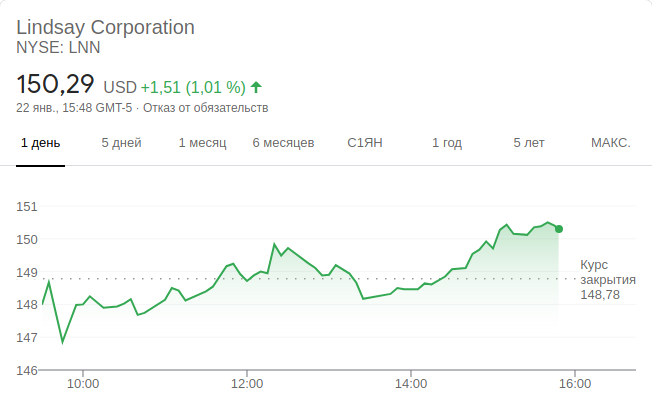 Lindsay Corporation
NYSE: LNN
150,29 USD +1,51 (1,01 %)
22 янв., 15:48 GMT-5 · Отказ от обязательств
1 день 5 дней 1 месяц 6 месяцев С1ЯН 1 год 5 лет МАКС.
151
150
149
148
147
146
Курс
закрытия
148,78
10:00 12:00 14:00 16:00